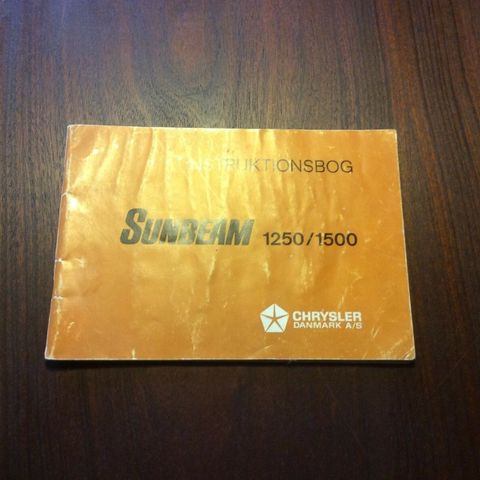 INSTRUKTIONSBOG
SUNBEAM 1250/1500
CHRYSLER
DANMARK A/S